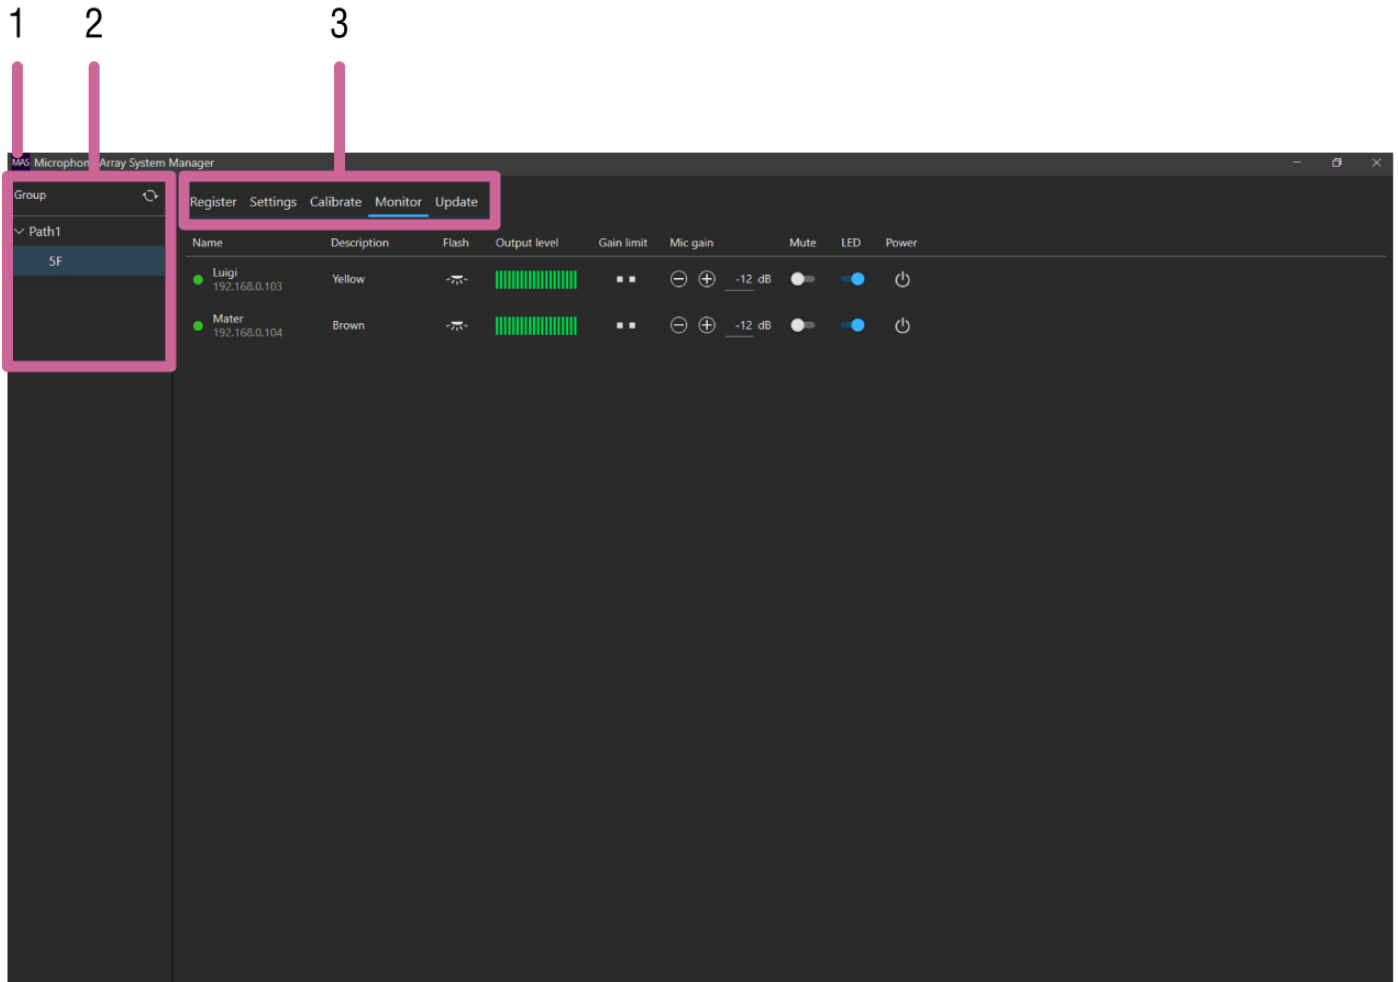 1 2 3
MAS Microphone Array System Manager
Group
Register Settings Calibrate Monitor Update
Path1
Name Description Flash Output level Gain limit Mic gain Mute LED Power
5F
Luigi Yellow -12 dB
192.168.0.103
Mater Brown -12 dB
192.168.0.104